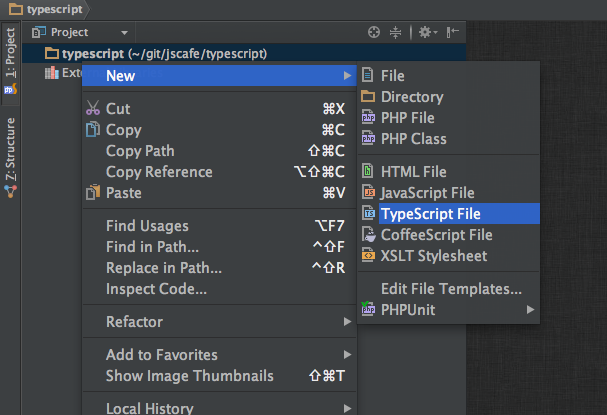 typescript
1: Project
Z: Structure
Project
typescript (~/git/jscafe/typescript)
New
Cut ⌘X
Copy ⌘C
Copy Path ⇧⌘C
Copy Reference ⌥⇧⌘C
Paste ⌘V
Find Usages ⌥F7
Find in Path... ^⇧F
Replace in Path... ^⇧R
Inspect Code...
Refactor
Add to Favorites
Show Image Thumbnails ⇧⌘T
Local History
File
Directory
PHP File
PHP Class
HTML File
JavaScript File
TypeScript File
CoffeeScript File
XSLT Stylesheet
Edit File Templates...
PHPUnit